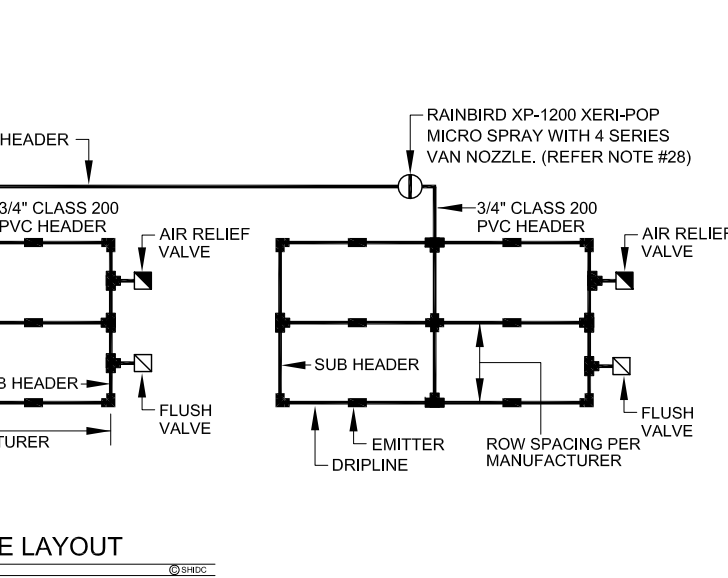 RAINBIRD XP-1200 XERI-POP
MICRO SPRAY WITH 4 SERIES
VAN NOZZLE. (REFER NOTE #28)
HEADER
3/4" CLASS 200
PVC HEADER
AIR RELIEF
VALVE
3/4" CLASS 200
PVC HEADER
AIR RELIEF
VALVE
SUB HEADER
B HEADER
FLUSH
VALVE
FLUSH
VALVE
TURER
EMITTER
DRIPLINE
ROW SPACING PER
MANUFACTURER
E LAYOUT
© SHIDC